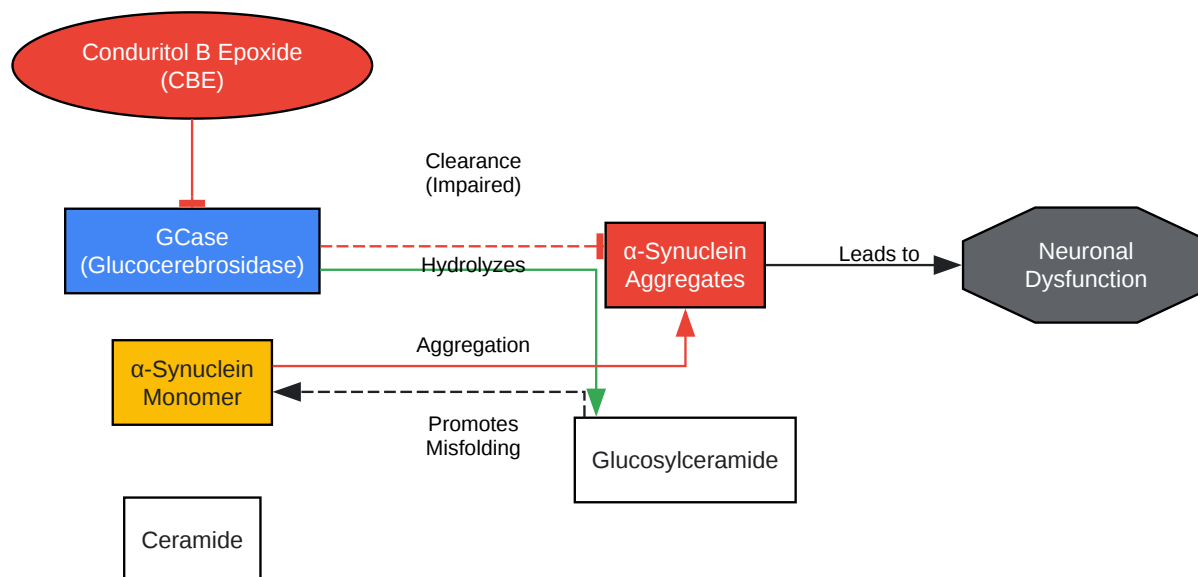 Conduritol B Epoxide
(CBE)
Clearance
(Impaired)
GCase
(Glucocerebrosidase)
Hydrolyzes
α-Synuclein
Aggregates
Leads to
Neuronal
Dysfunction
Aggregation
α-Synuclein
Monomer
Promotes
Misfolding
Glucosylceramide
Ceramide